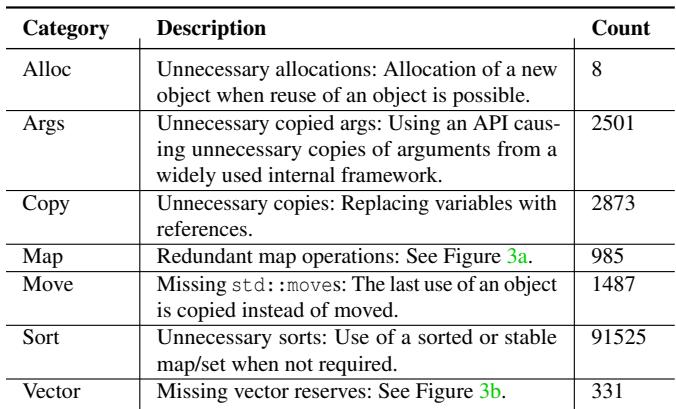 Category Description Count
Alloc Unnecessary allocations: Allocation of a new 8
object when reuse of an object is possible.
Args Unnecessary copied args: Using an API caus- 2501
ing unnecessary copies of arguments from a
widely used internal framework.
Copy Unnecessary copies: Replacing variables with 2873
references.
Map Redundant map operations: See Figure 3a. 985
Move Missing std::moves: The last use of an object 1487
is copied instead of moved.
Sort Unnecessary sorts: Use of a sorted or stable 91525
map/set when not required.
Vector Missing vector reserves: See Figure 3b. 331